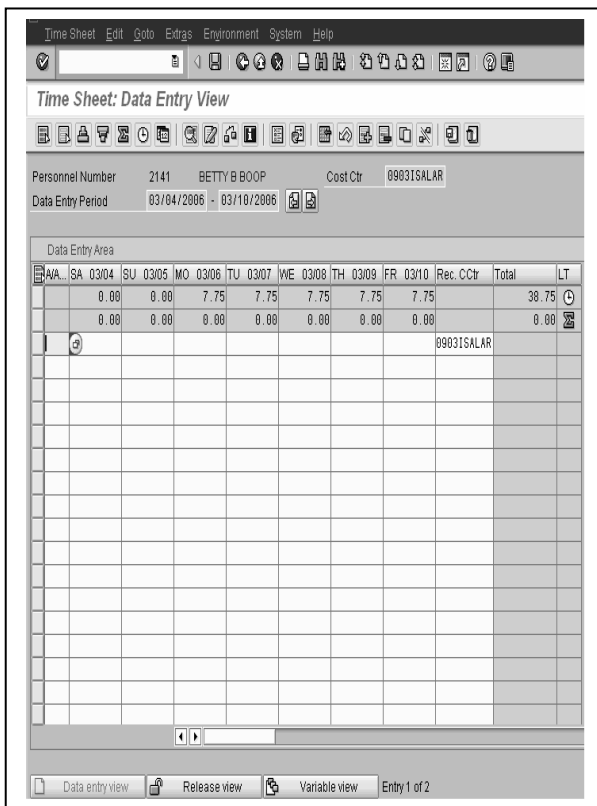 Time Sheet Edit Goto Extras Environment System Help
Time Sheet: Data Entry View
Personnel Number 2141 BETTY B BOOP Cost Ctr 0903ISALAR
Data Entry Period 03/04/2006 - 03/10/2006
Data Entry Area
A/A... SA 03/04 SU 03/05 MO 03/06 TU 03/07 WE 03/08 TH 03/09 FR 03/10 Rec. CCtr Total LT
0.00 0.00 7.75 7.75 7.75 7.75 7.75 38.75
0.00 0.00 0.00 0.00 0.00 0.00 0.00 0.00
0903ISALAR
Data entry view Release view Variable view Entry 1 of 2